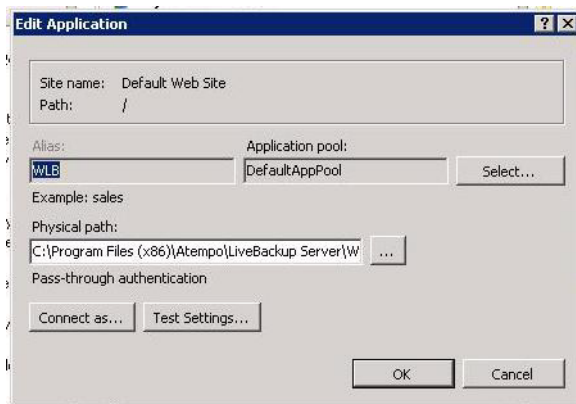 Edit Application
Site name: Default Web Site
Path: /
Alias: Application pool:
WLB DefaultAppPool Select...
Example: sales
Physical path:
C:\Program Files (x86)\Atempo\LiveBackup Server\W ...
Pass-through authentication
Connect as... Test Settings...
OK Cancel